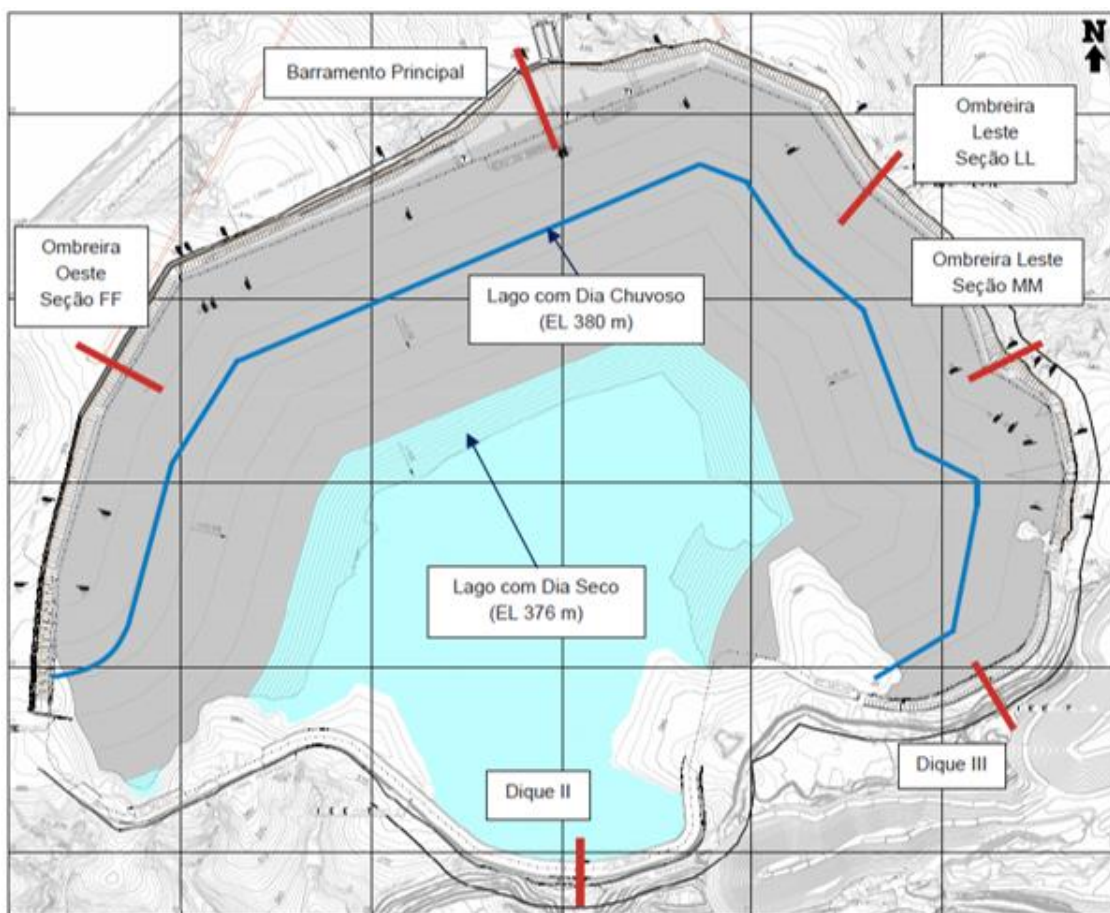 N
Barramento Principal
Ombreira
Leste
Seção LL
Ombreira
Oeste
Seção FF
Ombreira Leste
Seção MM
Lago com Dia Chuvoso
(EL 380 m)
Lago com Dia Seco
(EL 376 m)
Dique II
Dique III